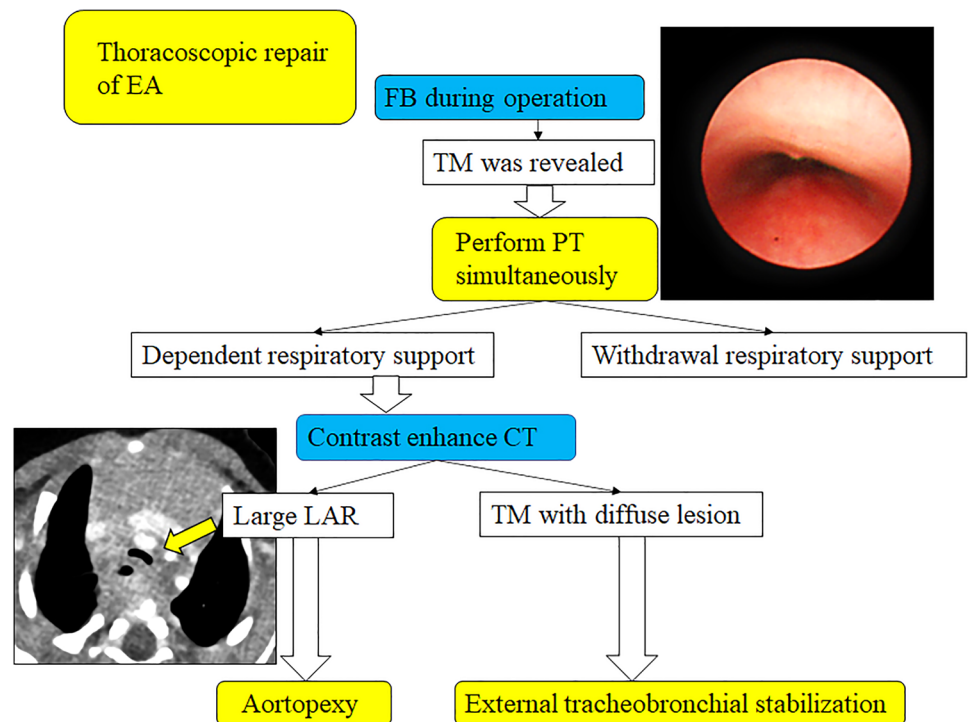 Thoracoscopic repair
of EA
FB during operation
TM was revealed
Perform PT
simultaneously
Dependent respiratory support
Withdrawal respiratory support
Contrast enhance CT
Large LAR
TM with diffuse lesion
Aortopexy
External tracheobronchial stabilization